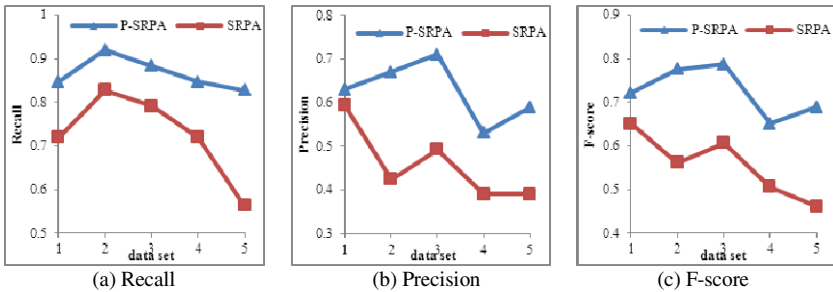 P-SRPA SRPA
1
0.9
0.8
0.7
0.6
0.5
Recall
1 2 3 4 5
data set
(a) Recall
P-SRPA SRPA
0.8
0.7
0.6
0.5
0.4
0.3
Precision
1 2 3 4 5
data set
(b) Precision
P-SRPA SRPA
0.9
0.8
0.7
0.6
0.5
0.4
F-score
1 2 3 4 5
data set
(c) F-score